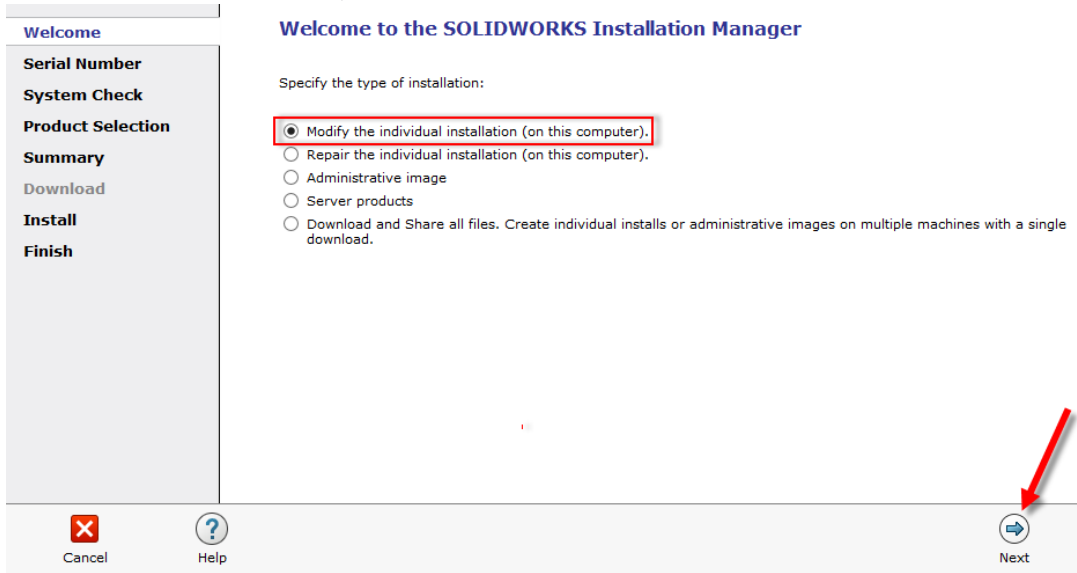 Welcome
Serial Number
System Check
Product Selection
Summary
Download
Install
Finish
Welcome to the SOLIDWORKS Installation Manager
Specify the type of installation:
Modify the individual installation (on this computer).
Repair the individual installation (on this computer).
Administrative image
Server products
Download and Share all files. Create individual installs or administrative images on multiple machines with a single
download.
Cancel
Help
Next